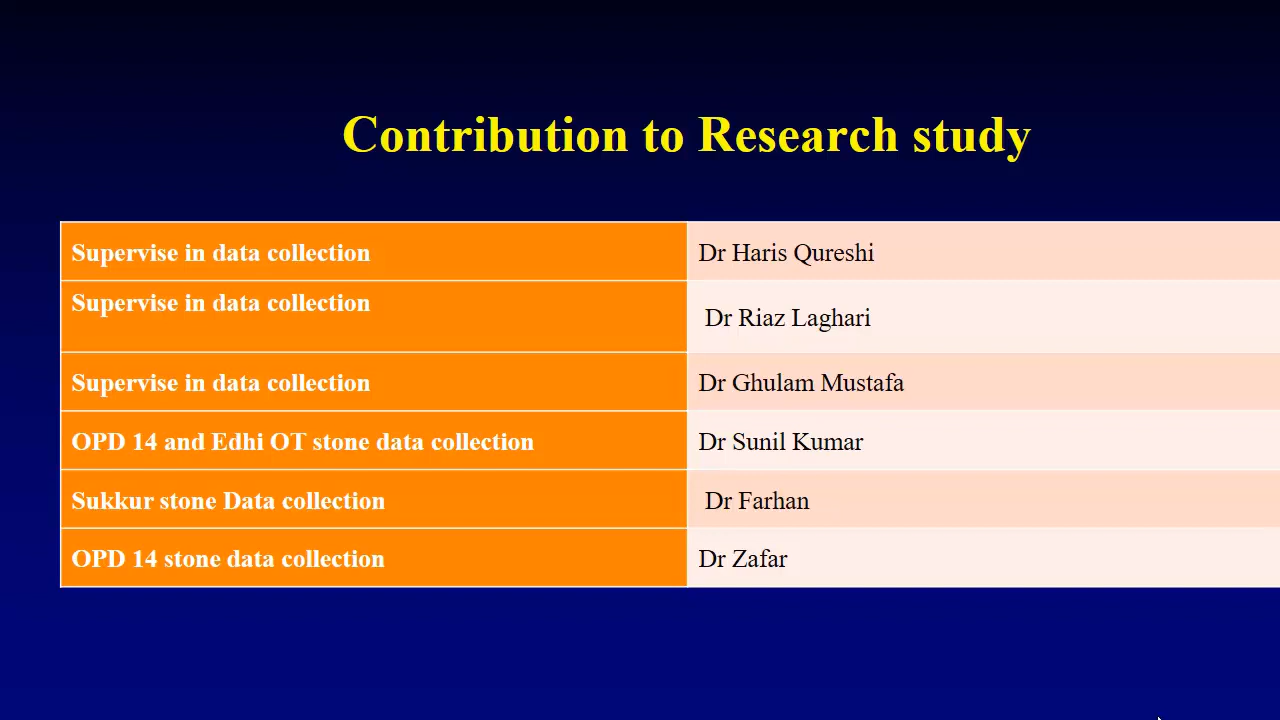 Contribution to Research study
Supervise in data collection Dr Haris Qureshi
Supervise in data collection Dr Riaz Laghari
Supervise in data collection Dr Ghulam Mustafa
OPD 14 and Edhi OT stone data collection Dr Sunil Kumar
Sukkur stone Data collection Dr Farhan
OPD 14 stone data collection Dr Zafar